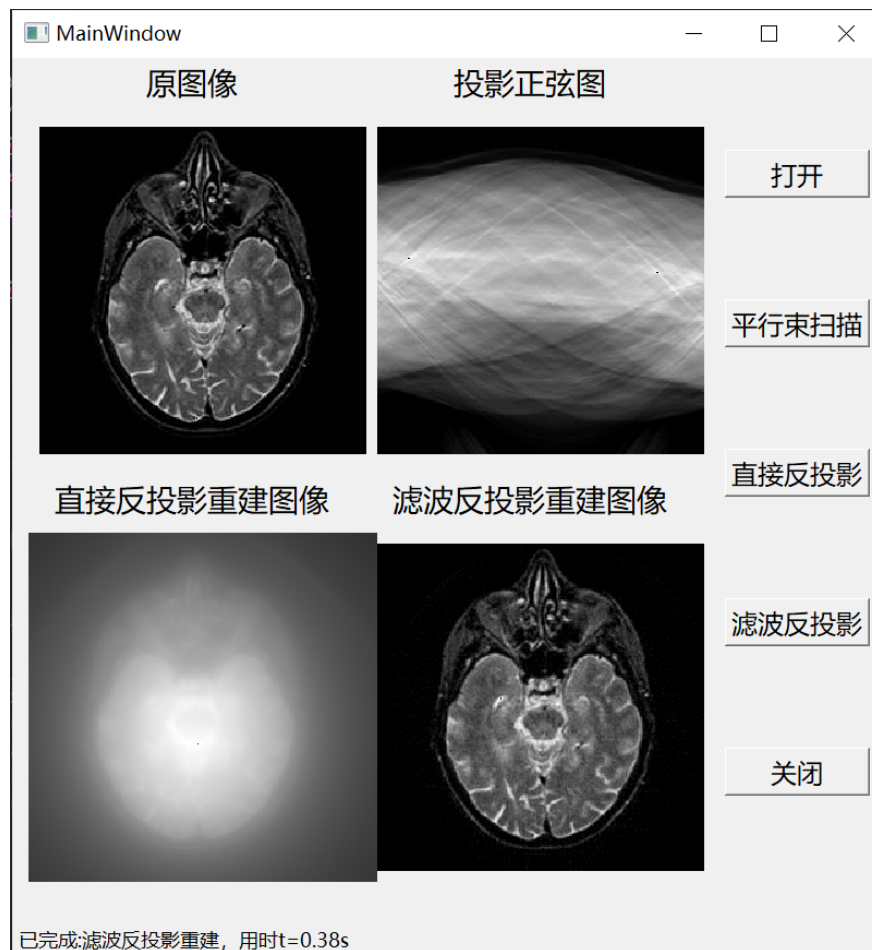 MainWindow
原图像
投影正弦图
打开
平行束扫描
直接反投影重建图像
滤波反投影重建图像
直接反投影
滤波反投影
关闭
已完成:滤波反投影重建，用时t=0.38s